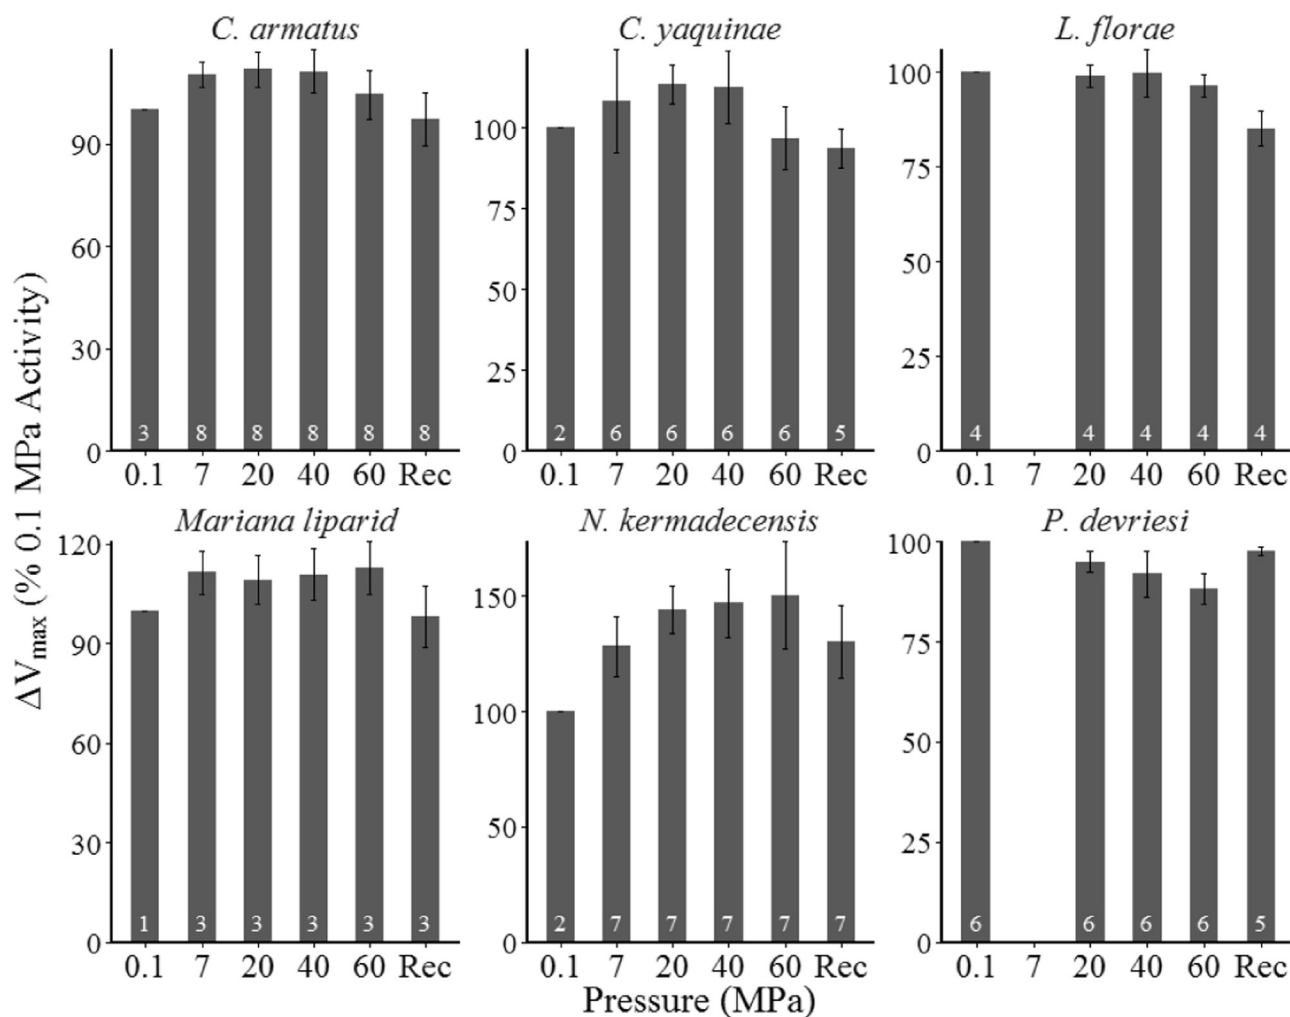 C. armatus
C. yaquinae
L. florae
90
60
30
0
3 8 8 8 8 8
0.1 7 20 40 60 Rec
100
75
50
25
0
2 6 6 6 6 5
0.1 7 20 40 60 Rec
100
75
50
25
0
4 4 4 4 4
0.1 7 20 40 60 Rec
ΔVmax (% 0.1 MPa Activity)
Mariana liparid
N. kermadecensis
P. devriesi
120
90
60
30
0
1 3 3 3 3 3
0.1 7 20 40 60 Rec
150
100
50
0
2 7 7 7 7 7
0.1 7 20 40 60 Rec
100
75
50
25
0
6 6 6 6 5
0.1 7 20 40 60 Rec
Pressure (MPa)